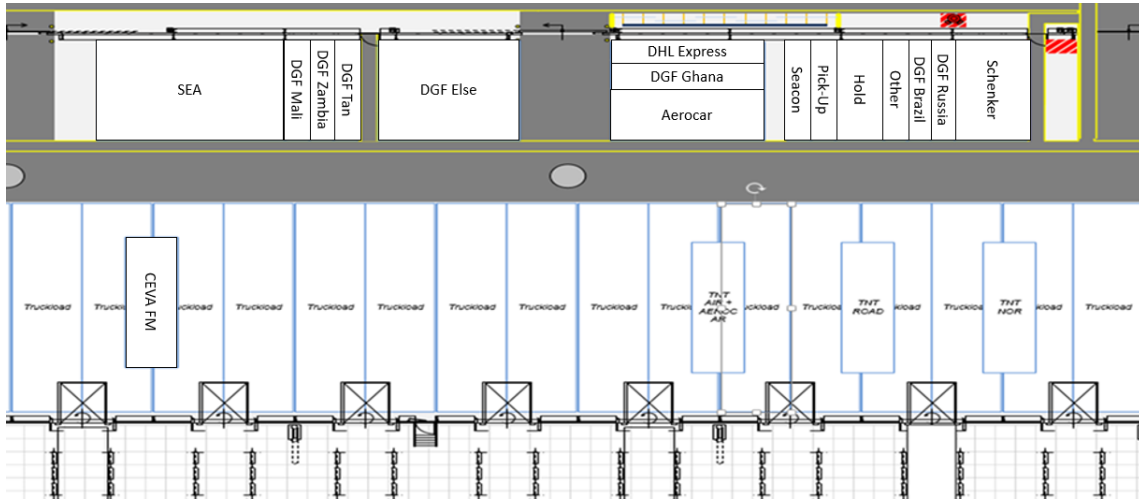 SEA
DGF Mali
DGF Zambia
DGF Tan
DGF Else
DHL Express
DGF Ghana
Aerocar
Seacon
Pick-Up
Hold
Other
DGF Brazil
DGF Russia
Schenker
Truckload
Truckload
Truckload
Truckload
Truckload
Truckload
Truckload
Truckload
Truckload
CEVA FM
TNT
AIR +
AEROC
AR
TNT
ROAD
TNT
NOR
Truckload